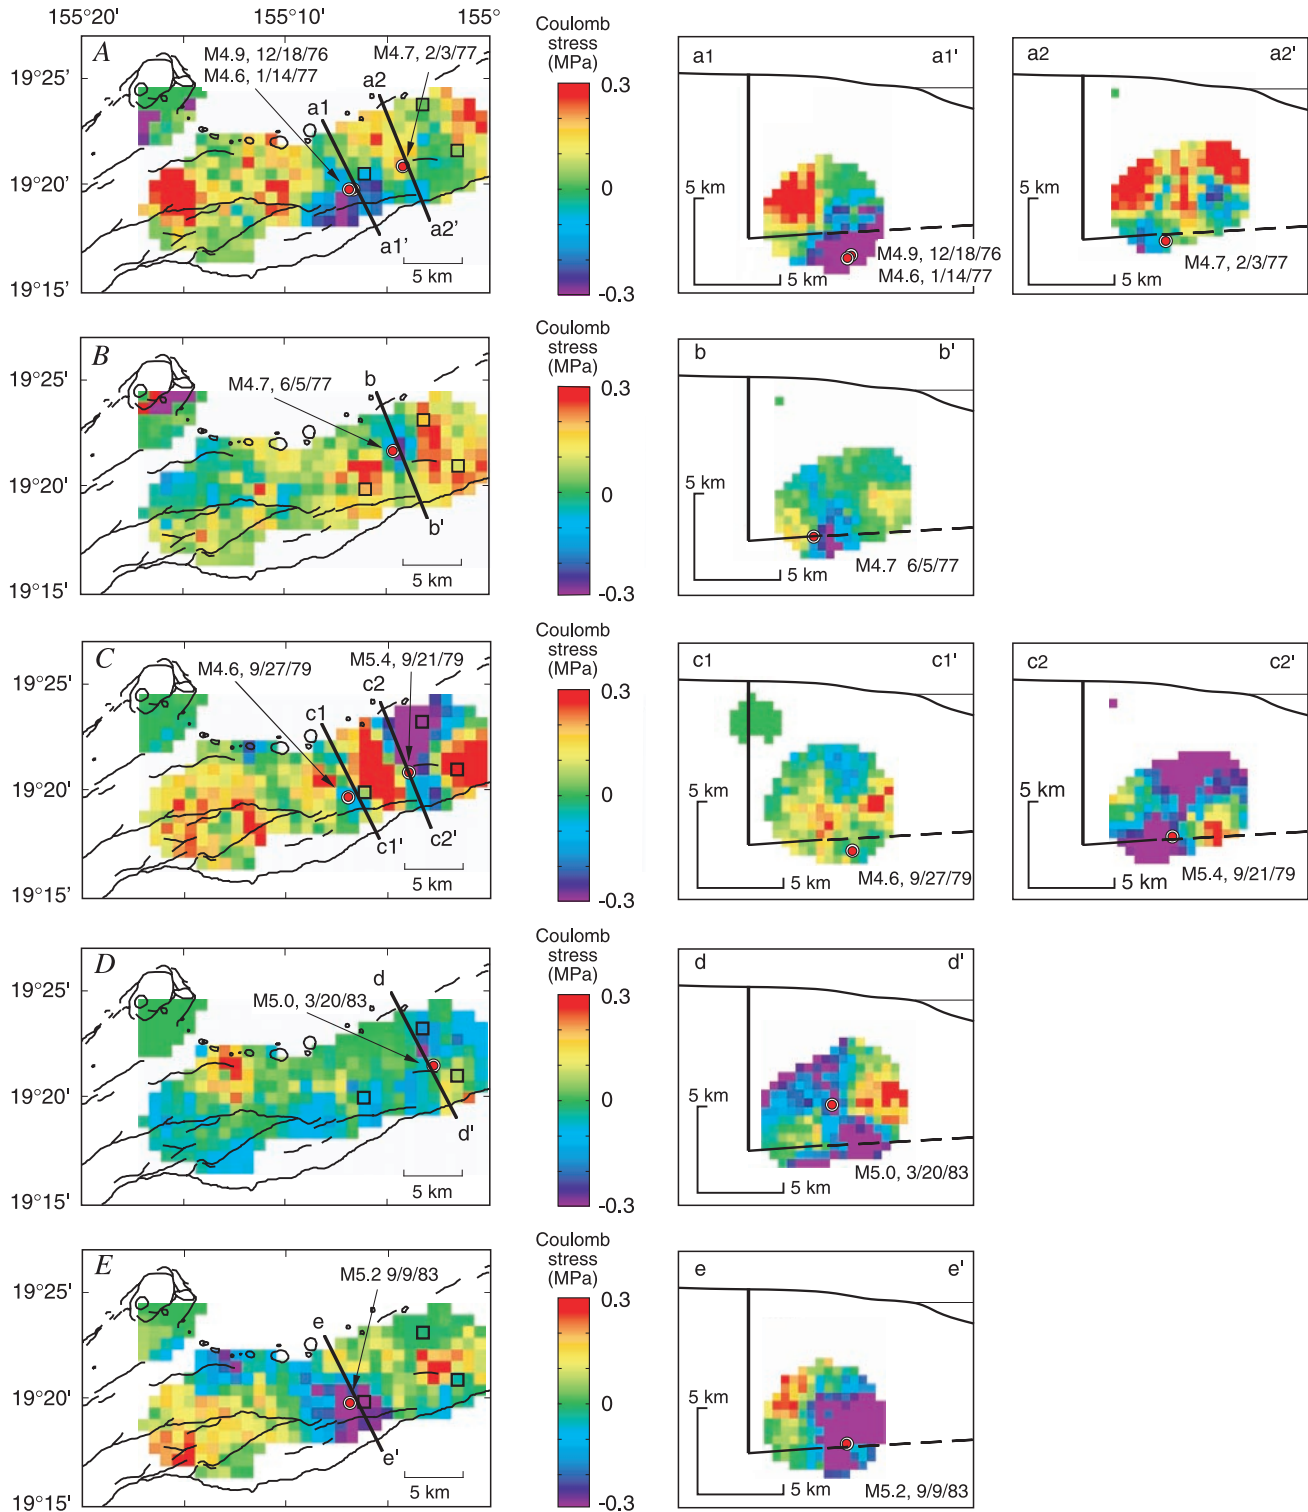 155°20' 155°10' 155°
A
M4.9, 12/18/76
M4.6, 1/14/77
M4.7, 2/3/77
a1
a2
a1'
a2'
5 km
19°25'
19°20'
19°15'
Coulomb
stress
(MPa)
0.3
0
-0.3
a1 a1'
5 km
5 km
M4.9, 12/18/76
M4.6, 1/14/77
a2 a2'
5 km
5 km
M4.7, 2/3/77
B
M4.7, 6/5/77
b
b'
5 km
19°25'
19°20'
19°15'
Coulomb
stress
(MPa)
0.3
0
-0.3
b b'
5 km
5 km
M4.7 6/5/77
C
M4.6, 9/27/79
M5.4, 9/21/79
c2
c1
c1'
c2'
5 km
19°25'
19°20'
19°15'
Coulomb
stress
(MPa)
0.3
0
-0.3
c1 c1'
5 km
5 km
M4.6, 9/27/79
c2 c2'
5 km
5 km
M5.4, 9/21/79
D
d
M5.0, 3/20/83
d'
5 km
19°25'
19°20'
19°15'
Coulomb
stress
(MPa)
0.3
0
-0.3
d d'
5 km
5 km
M5.0, 3/20/83
E
M5.2 9/9/83
e
e'
5 km
19°25'
19°20'
19°15'
Coulomb
stress
(MPa)
0.3
0
-0.3
e e'
5 km
5 km
M5.2, 9/9/83